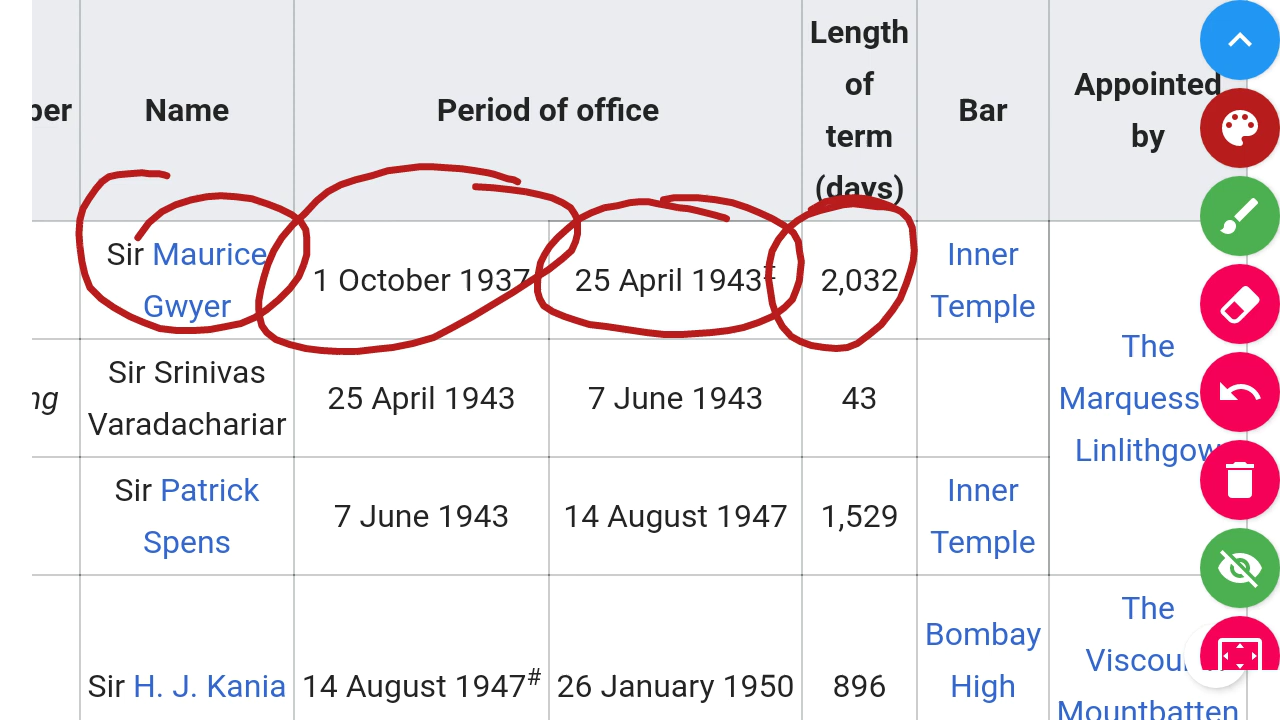 ber
Name
Period of office
Length
of
term
(days)
Bar
Appointed
by
Sir Maurice
Gwyer
1 October 1937
25 April 1943
2,032
Inner
Temple
The
Marquess
Linlithgow
ng
Sir Srinivas
Varadachariar
25 April 1943
7 June 1943
43
Sir Patrick
Spens
7 June 1943
14 August 1947
1,529
Inner
Temple
Sir H. J. Kania
14 August 1947#
26 January 1950
896
Bombay
High
The
Mountbatten